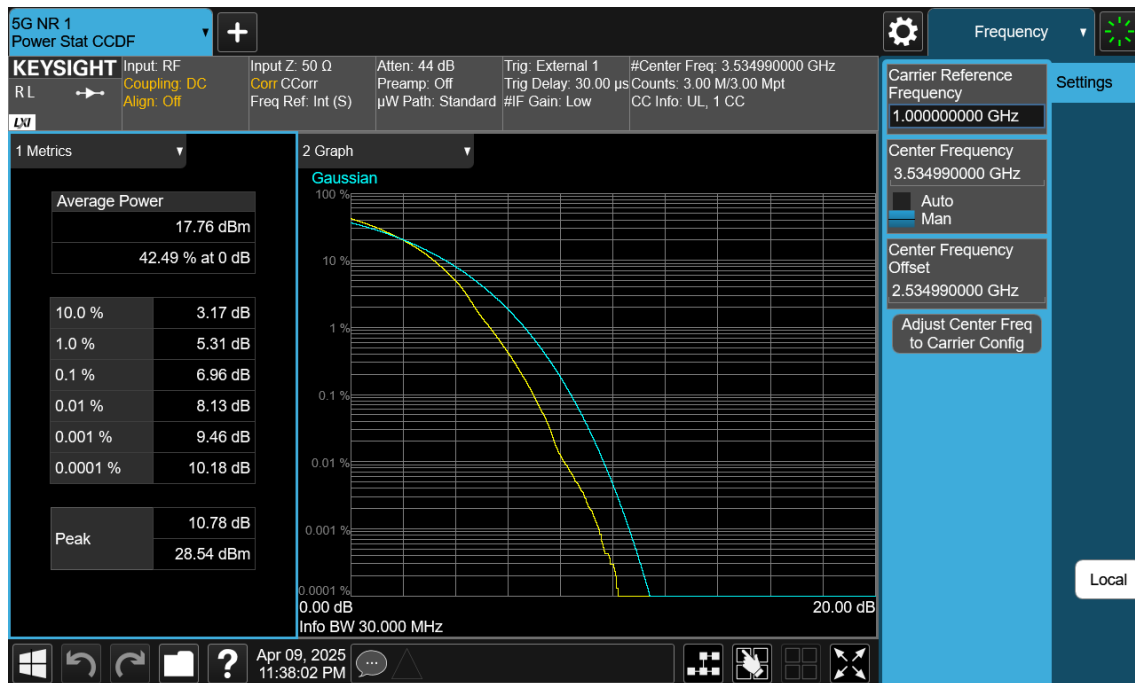 5G NR 1
Power Stat CCDF
Frequency
KEYSIGHT
R L
LXI
Input: RF
Coupling: DC
Align: Off
Input Z: 50 Ω
Corr CCorr
Freq Ref: Int (S)
Atten: 44 dB
Preamp: Off
µW Path: Standard
Trig: External 1
Trig Delay: 30.00 µs
#IF Gain: Low
#Center Freq: 3.534990000 GHz
Counts: 3.00 M/3.00 Mpt
CC Info: UL, 1 CC
1 Metrics
Average Power
17.76 dBm
42.49 % at 0 dB
10.0 % 3.17 dB
1.0 % 5.31 dB
0.1 % 6.96 dB
0.01 % 8.13 dB
0.001 % 9.46 dB
0.0001 % 10.18 dB
Peak
10.78 dB
28.54 dBm
2 Graph
Gaussian
100 %
10 %
1 %
0.1 %
0.01 %
0.001 %
0.0001 %
0.00 dB 20.00 dB
Info BW 30.000 MHz
Carrier Reference
Frequency
1.000000000 GHz
Center Frequency
3.534990000 GHz
Auto
Man
Center Frequency
Offset
2.534990000 GHz
Adjust Center Freq
to Carrier Config
Settings
Local
?
Apr 09, 2025
11:38:02 PM